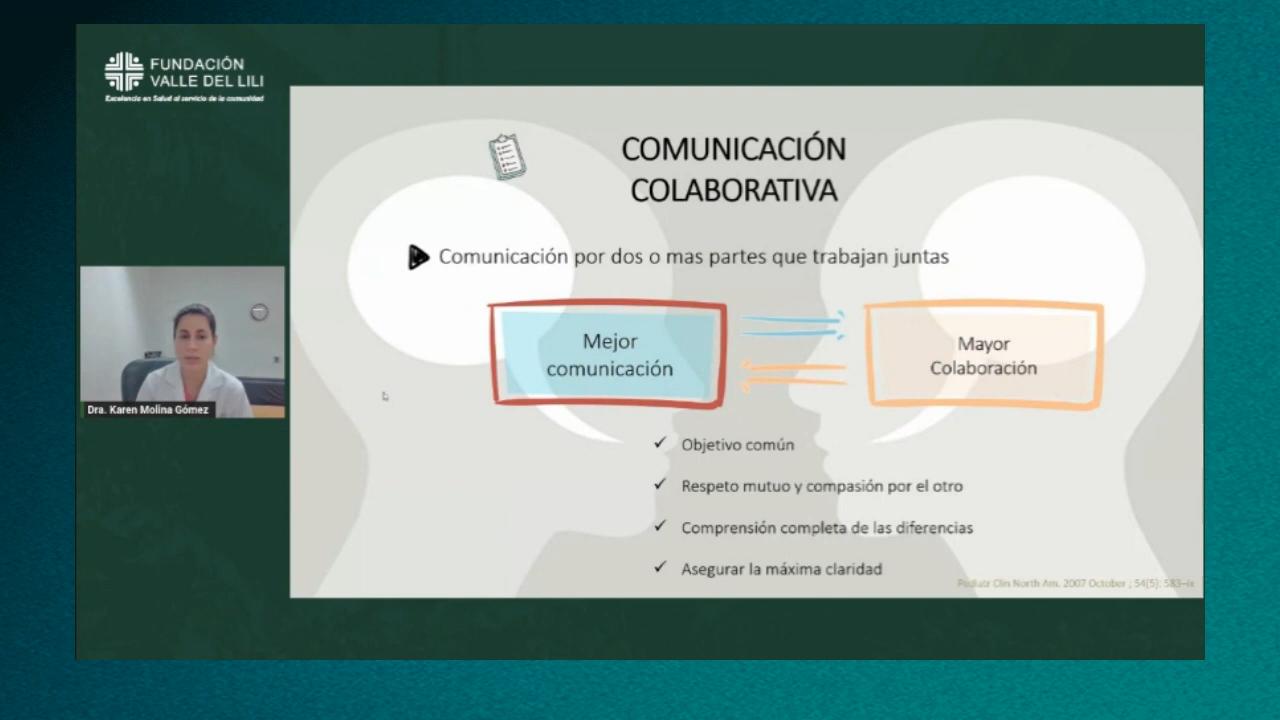 FUNDACIÓN
VALLE DEL LILI
Excelencia en Salud al servicio de la comunidad
COMUNICACIÓN
COLABORATIVA
Comunicación por dos o mas partes que trabajan juntas
Mejor
comunicación
Mayor
Colaboración
Objetivo común
Respeto mutuo y compasión por el otro
Comprensión completa de las diferencias
Asegurar la máxima claridad
Pediatr Clin North Am. 2007 October ; 54(5): 583–ix
Dra. Karen Molina Gómez